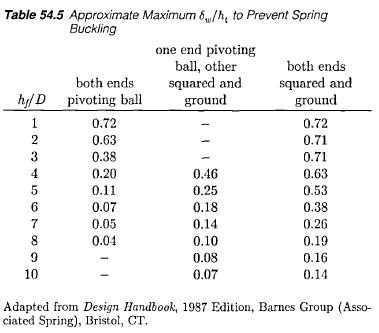 Table 54.5 Approximate Maximum δw/ht to Prevent Spring
Buckling
one end pivoting
both ends ball, other both ends
pivoting ball squared and squared and
hf/D ground ground
1 0.72 – 0.72
2 0.63 – 0.71
3 0.38 – 0.71
4 0.20 0.46 0.63
5 0.11 0.25 0.53
6 0.07 0.18 0.38
7 0.05 0.14 0.26
8 0.04 0.10 0.19
9 – 0.08 0.16
10 – 0.07 0.14
Adapted from Design Handbook, 1987 Edition, Barnes Group (Asso-
ciated Spring), Bristol, CT.